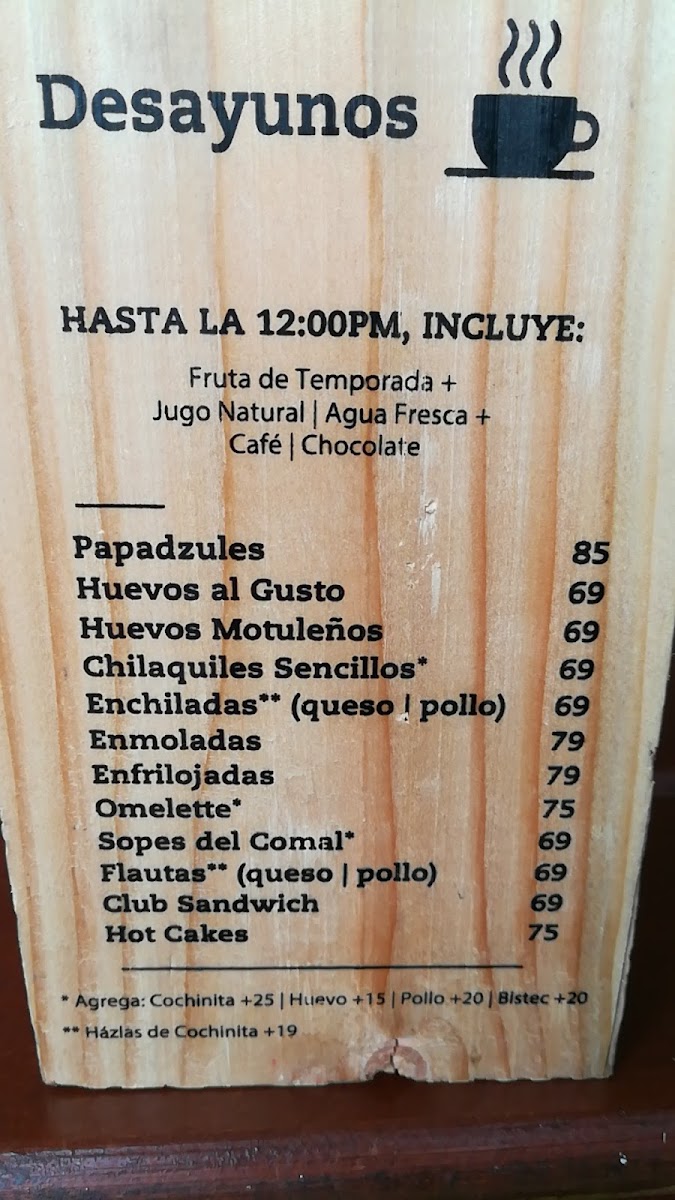 Desayunos
HASTA LA 12:00PM, INCLUYE:
Fruta de Temporada +
Jugo Natural | Agua Fresca +
Café | Chocolate
Papadzules 85
Huevos al Gusto 69
Huevos Motuleños 69
Chilaquiles Sencillos* 69
Enchiladas** (queso | pollo) 69
Enmoladas 79
Enfrilojadas 79
Omelette* 75
Sopes del Comal* 69
Flautas** (queso | pollo) 69
Club Sandwich 69
Hot Cakes 75
* Agrega: Cochinita +25 | Huevo +15 | Pollo +20 | Bistec +20
** Házlas de Cochinita +19